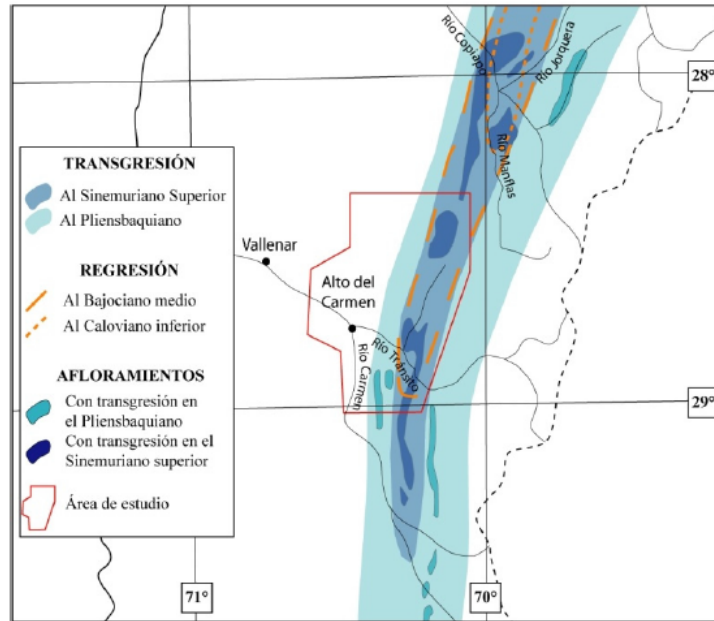 Río Copiapó
Río Jorquera
28°
Río Manflas
TRANSGRESIÓN
Al Sinemuriano Superior
Al Pliensbaquiano
REGRESIÓN
Al Bajociano medio
Al Caloviano inferior
AFLORAMIENTOS
Con transgresión en
el Pliensbaquiano
Con transgresión en el
Sinemuriano superior
Área de estudio
Vallenar
Alto del
Carmen
Río Tránsito
Río Carmen
29°
71°
70°